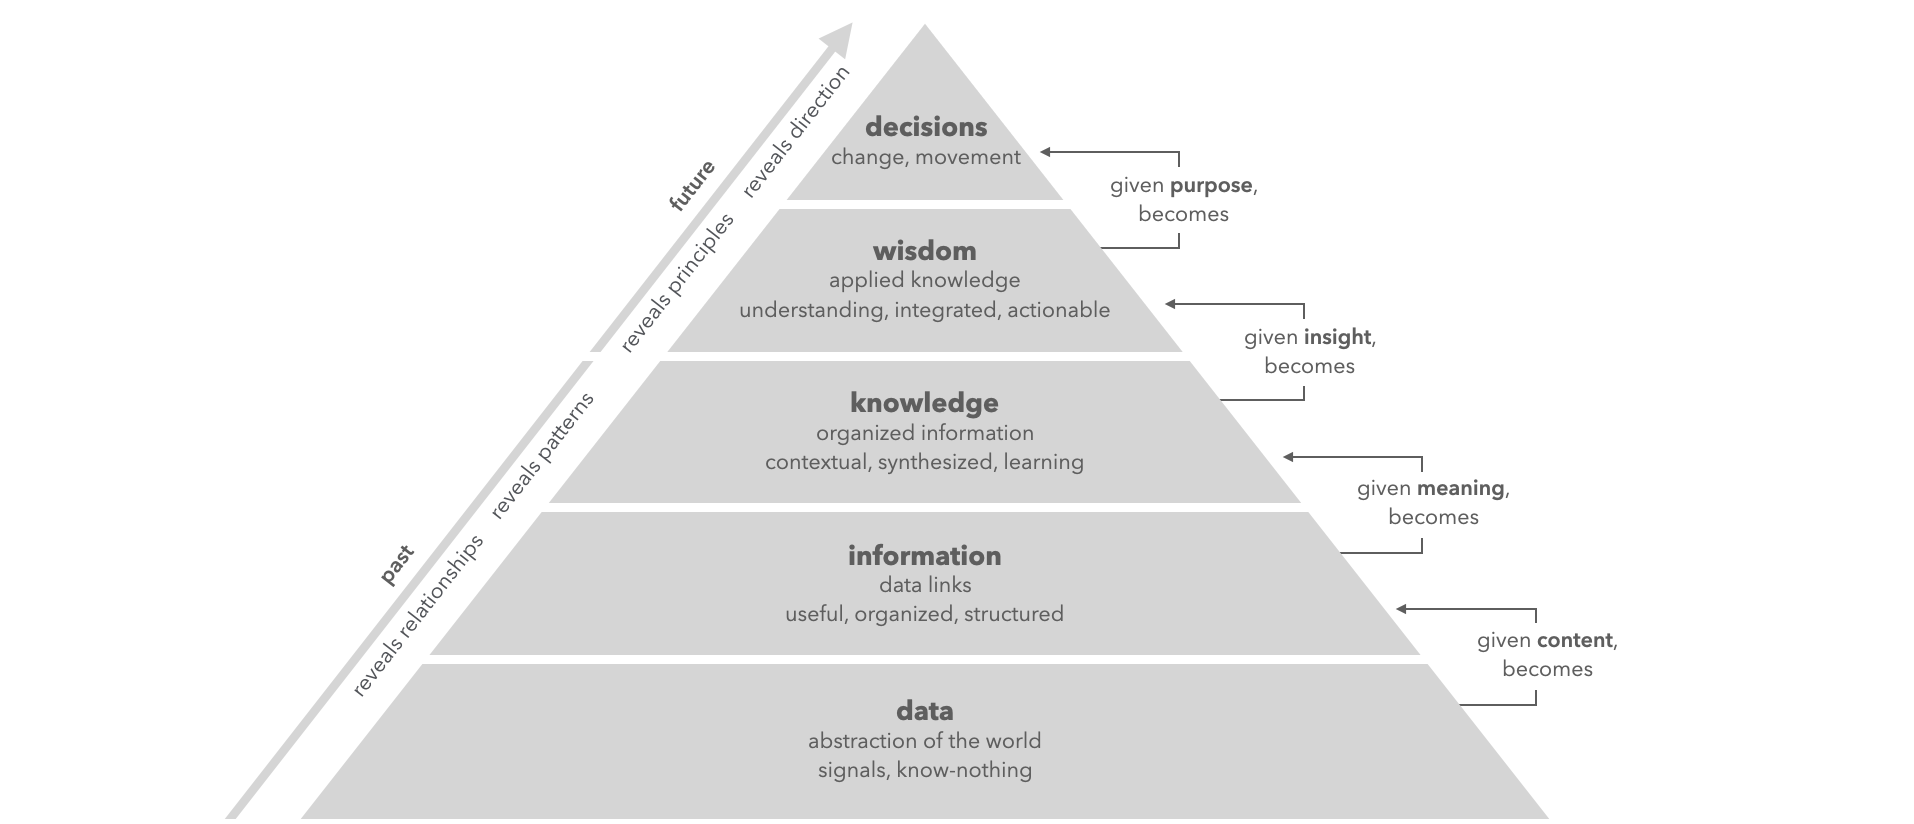 decisions
change, movement
given purpose,
becomes
wisdom
applied knowledge
understanding, integrated, actionable
given insight,
becomes
knowledge
organized information
contextual, synthesized, learning
given meaning,
becomes
information
data links
useful, organized, structured
given content,
becomes
data
abstraction of the world
signals, know-nothing
past
future
reveals relationships
reveals patterns
reveals principles
reveals direction